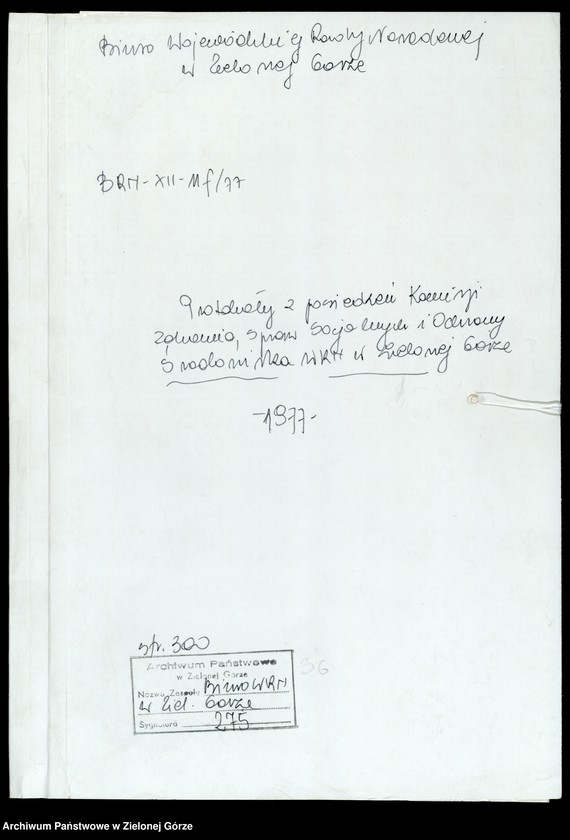 Biuro Wojewódzkiej Rady Narodowej
w Zielonej Górze
BRN-XII-11f/77
Protokoły z posiedzeń Komisji
Zdrowia, Spraw Socjalnych i Ochrony
Środowiska WRN w Zielonej Górze
-1977-
str. 300
Archiwum Państwowe
w Zielonej Górze
36
Nazwa Zespołu Biuro WRN
w Ziel. Górze
Sygnatura 275
Archiwum Państwowe w Zielonej Górze